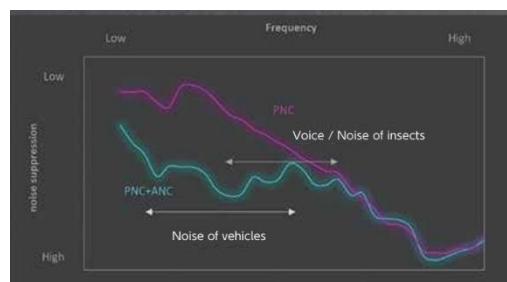 Frequency
Low
High
Low
PNC
Voice / Noise of insects
noise suppression
PNC+ANC
Noise of vehicles
High